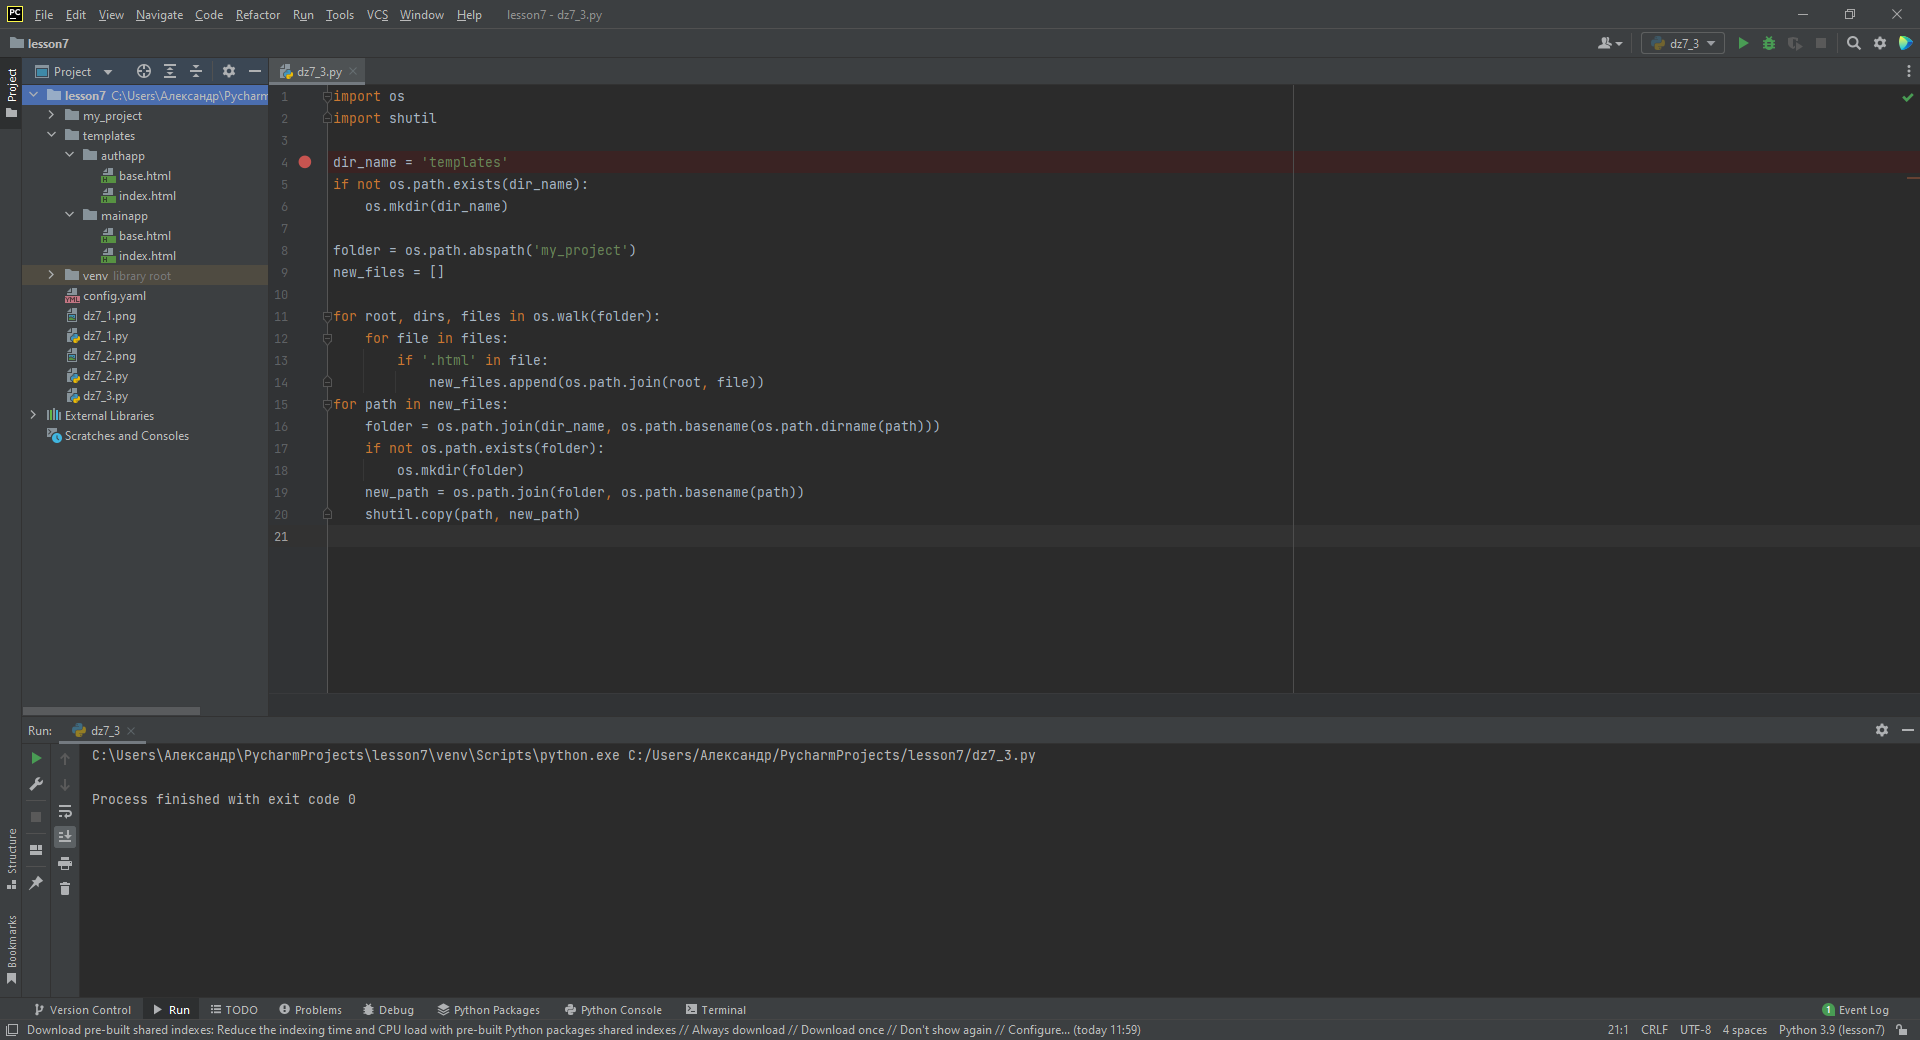 PC File Edit View Navigate Code Refactor Run Tools VCS Window Help lesson7 - dz7_3.py
lesson7
dz7_3
Project
Project
dz7_3.py
lesson7 C:\Users\Александр\Pycharm
my_project
templates
authapp
base.html
index.html
mainapp
base.html
index.html
venv library root
config.yaml
dz7_1.png
dz7_1.py
dz7_2.png
dz7_2.py
dz7_3.py
External Libraries
Scratches and Consoles
1 import os
2 import shutil
3
4 dir_name = 'templates'
5 if not os.path.exists(dir_name):
6 os.mkdir(dir_name)
7
8 folder = os.path.abspath('my_project')
9 new_files = []
10
11 for root, dirs, files in os.walk(folder):
12 for file in files:
13 if '.html' in file:
14 new_files.append(os.path.join(root, file))
15 for path in new_files:
16 folder = os.path.join(dir_name, os.path.basename(os.path.dirname(path)))
17 if not os.path.exists(folder):
18 os.mkdir(folder)
19 new_path = os.path.join(folder, os.path.basename(path))
20 shutil.copy(path, new_path)
21
Run: dz7_3
C:\Users\Александр\PycharmProjects\lesson7\venv\Scripts\python.exe C:/Users/Александр/PycharmProjects/lesson7/dz7_3.py
Process finished with exit code 0
Structure
Bookmarks
Version Control Run TODO Problems Debug Python Packages Python Console Terminal 1 Event Log
Download pre-built shared indexes: Reduce the indexing time and CPU load with pre-built Python packages shared indexes // Always download // Download once // Don't show again // Configure... (today 11:59) 21:1 CRLF UTF-8 4 spaces Python 3.9 (lesson7)